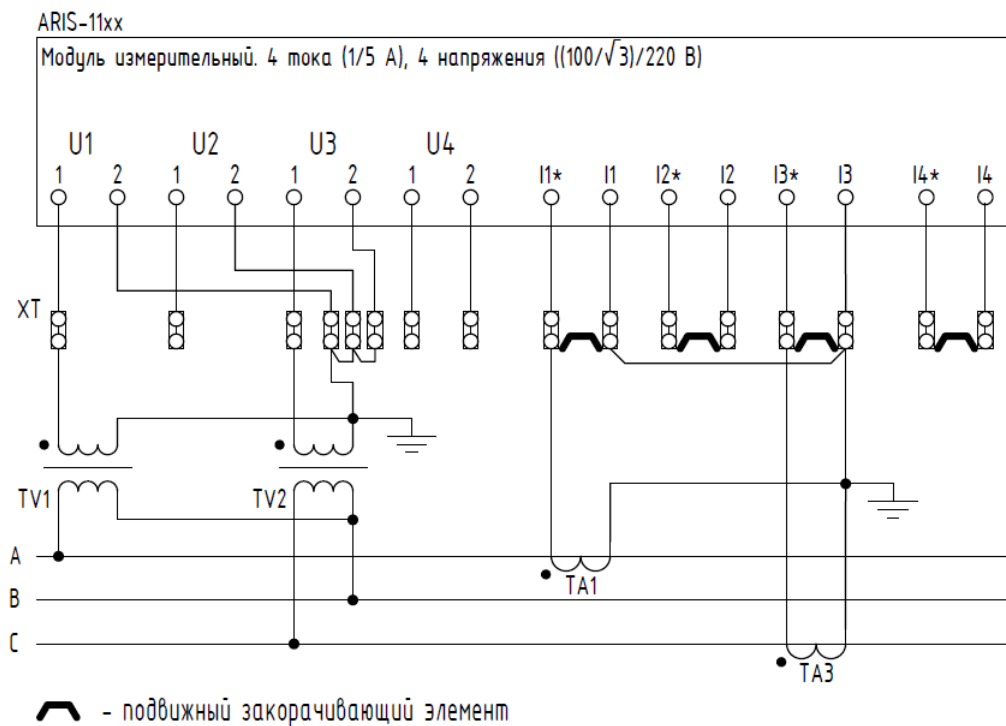 ARIS-11xx
Модуль измерительный. 4 тока (1/5 А), 4 напряжения ((100/√3)/220 В)
U1 U2 U3 U4
1 2 1 2 1 2 1 2 I1* I1 I2* I2 I3* I3 I4* I4
XT
TV1 TV2
A
TA1
B
C
TA3
- подвижный закорачивающий элемент